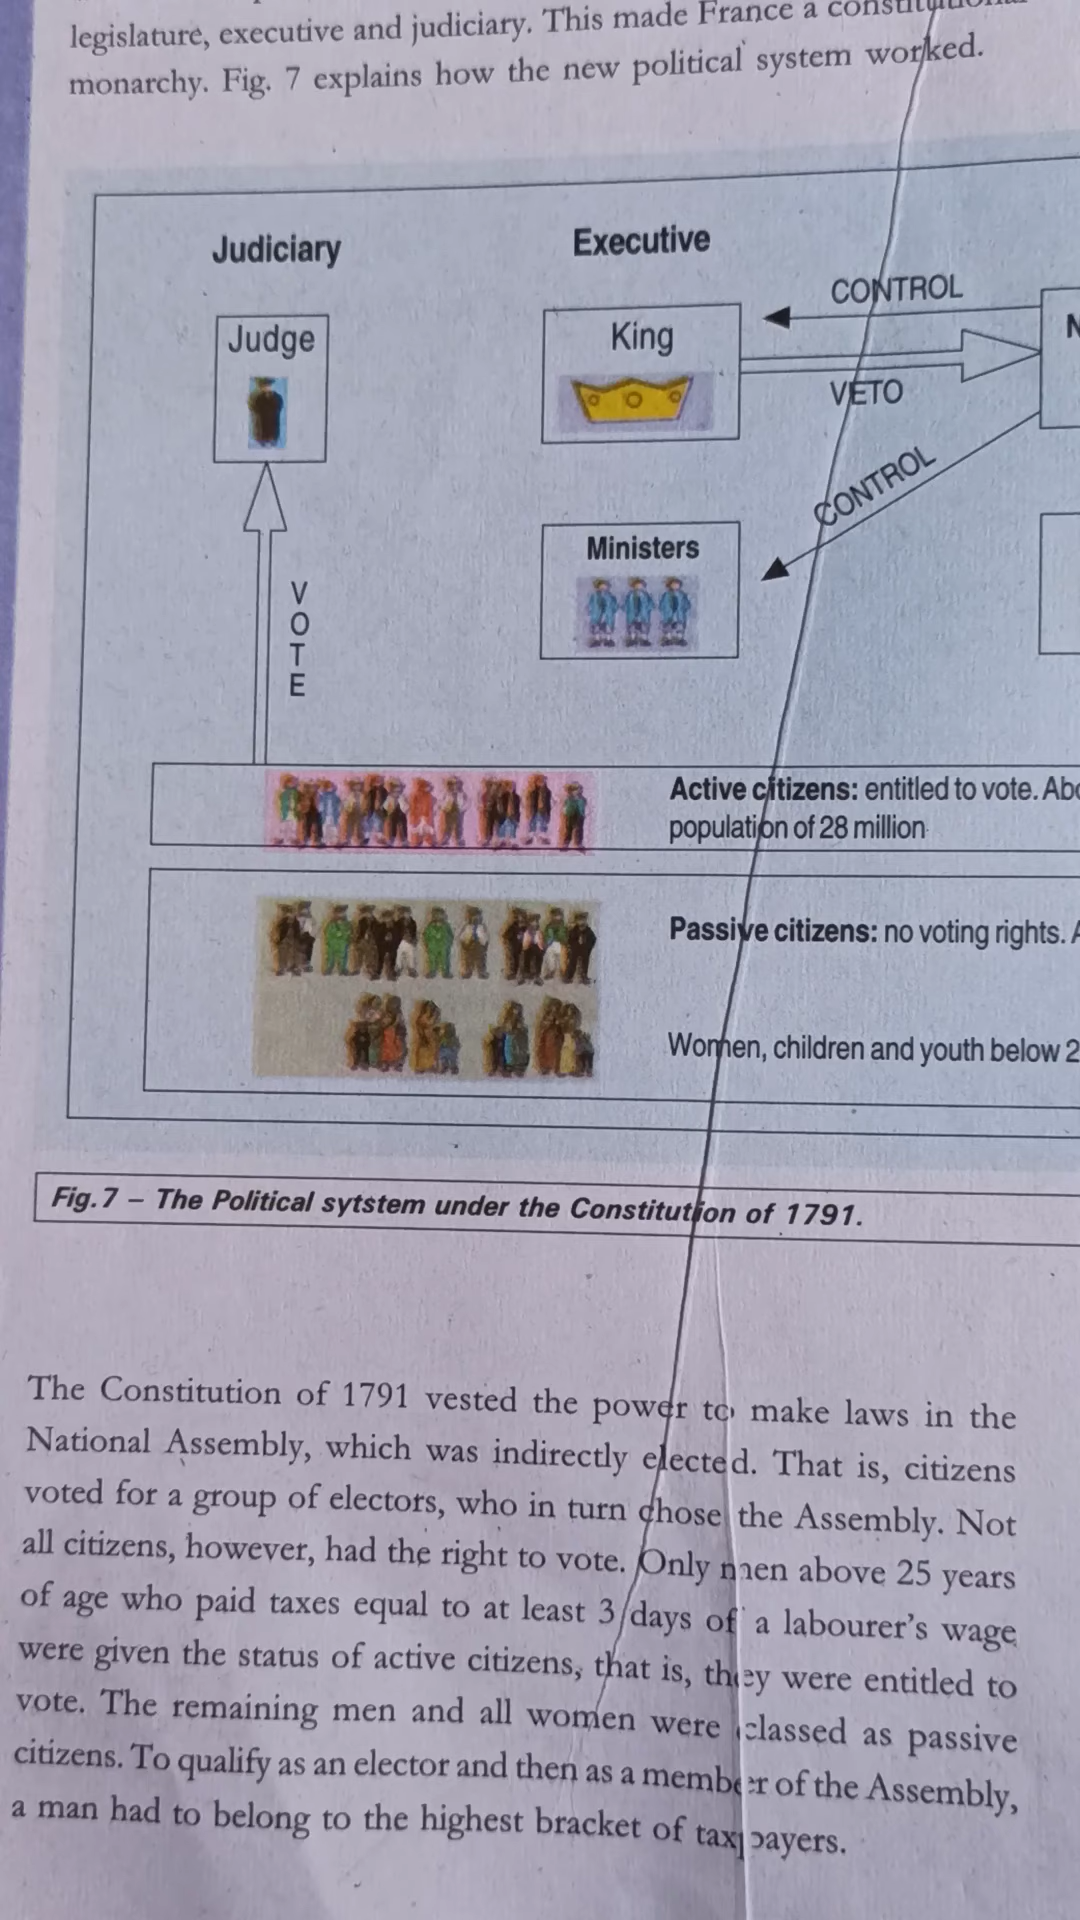 legislature, executive and judiciary. This made France a constitutional
monarchy. Fig. 7 explains how the new political system worked.
Judiciary
Executive
Judge
King
CONTROL
VETO
CONTROL
Ministers
VOTE
Active citizens: entitled to vote.
population of 28 million
Passive citizens: no voting rights.
Women, children and youth below
Fig.7 – The Political sytstem under the Constitution of 1791.
The Constitution of 1791 vested the power to make laws in the
National Assembly, which was indirectly elected. That is, citizens
voted for a group of electors, who in turn chose the Assembly. Not
all citizens, however, had the right to vote. Only men above 25 years
of age who paid taxes equal to at least 3 days of a labourer's wage
were given the status of active citizens, that is, they were entitled to
vote. The remaining men and all women were classed as passive
citizens. To qualify as an elector and then as a member of the Assembly,
a man had to belong to the highest bracket of taxpayers.